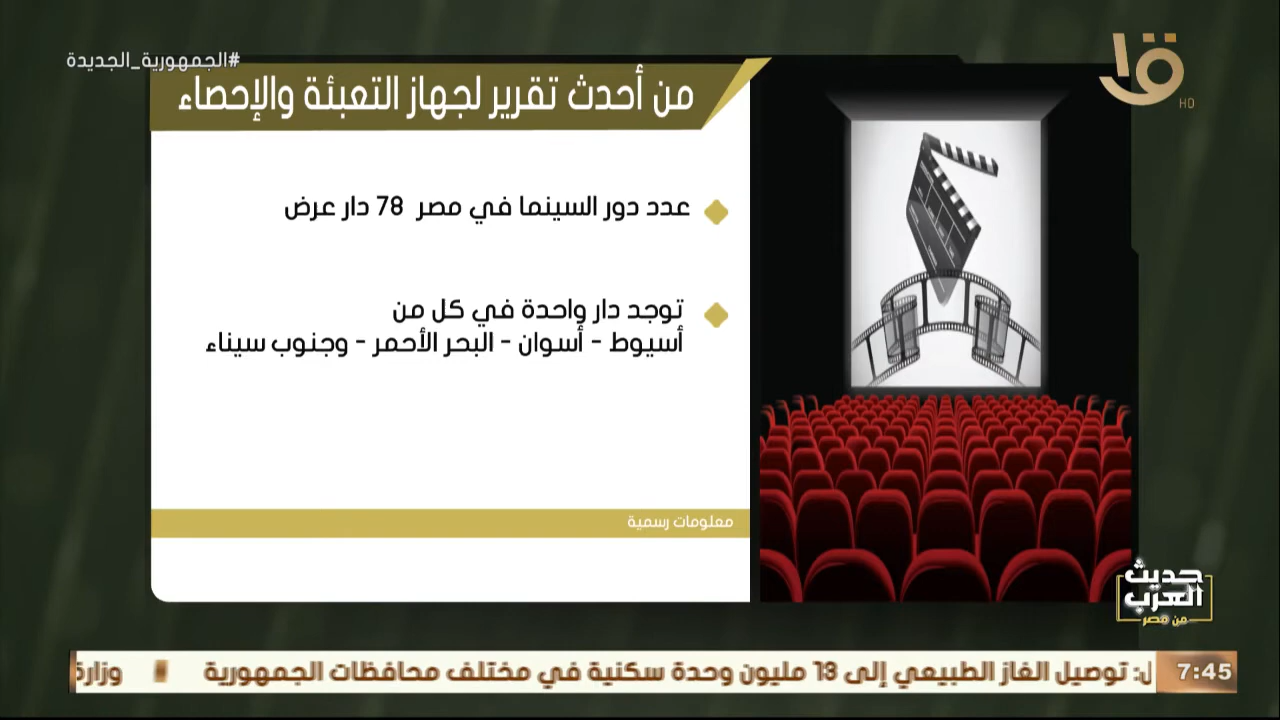 #الجمهورية_الجديدة
HD
من أحدث تقرير لجهاز التعبئة والإحصاء
عدد دور السينما في مصر 78 دار عرض
توجد دار واحدة في كل من
أسيوط - أسوان - البحر الأحمر - وجنوب سيناء
معلومات رسمية
حديث
العرب
من مصر
7:45
ل: توصيل الغاز الطبيعي إلى 13 مليون وحدة سكنية في مختلف محافظات الجمهورية
وزارة